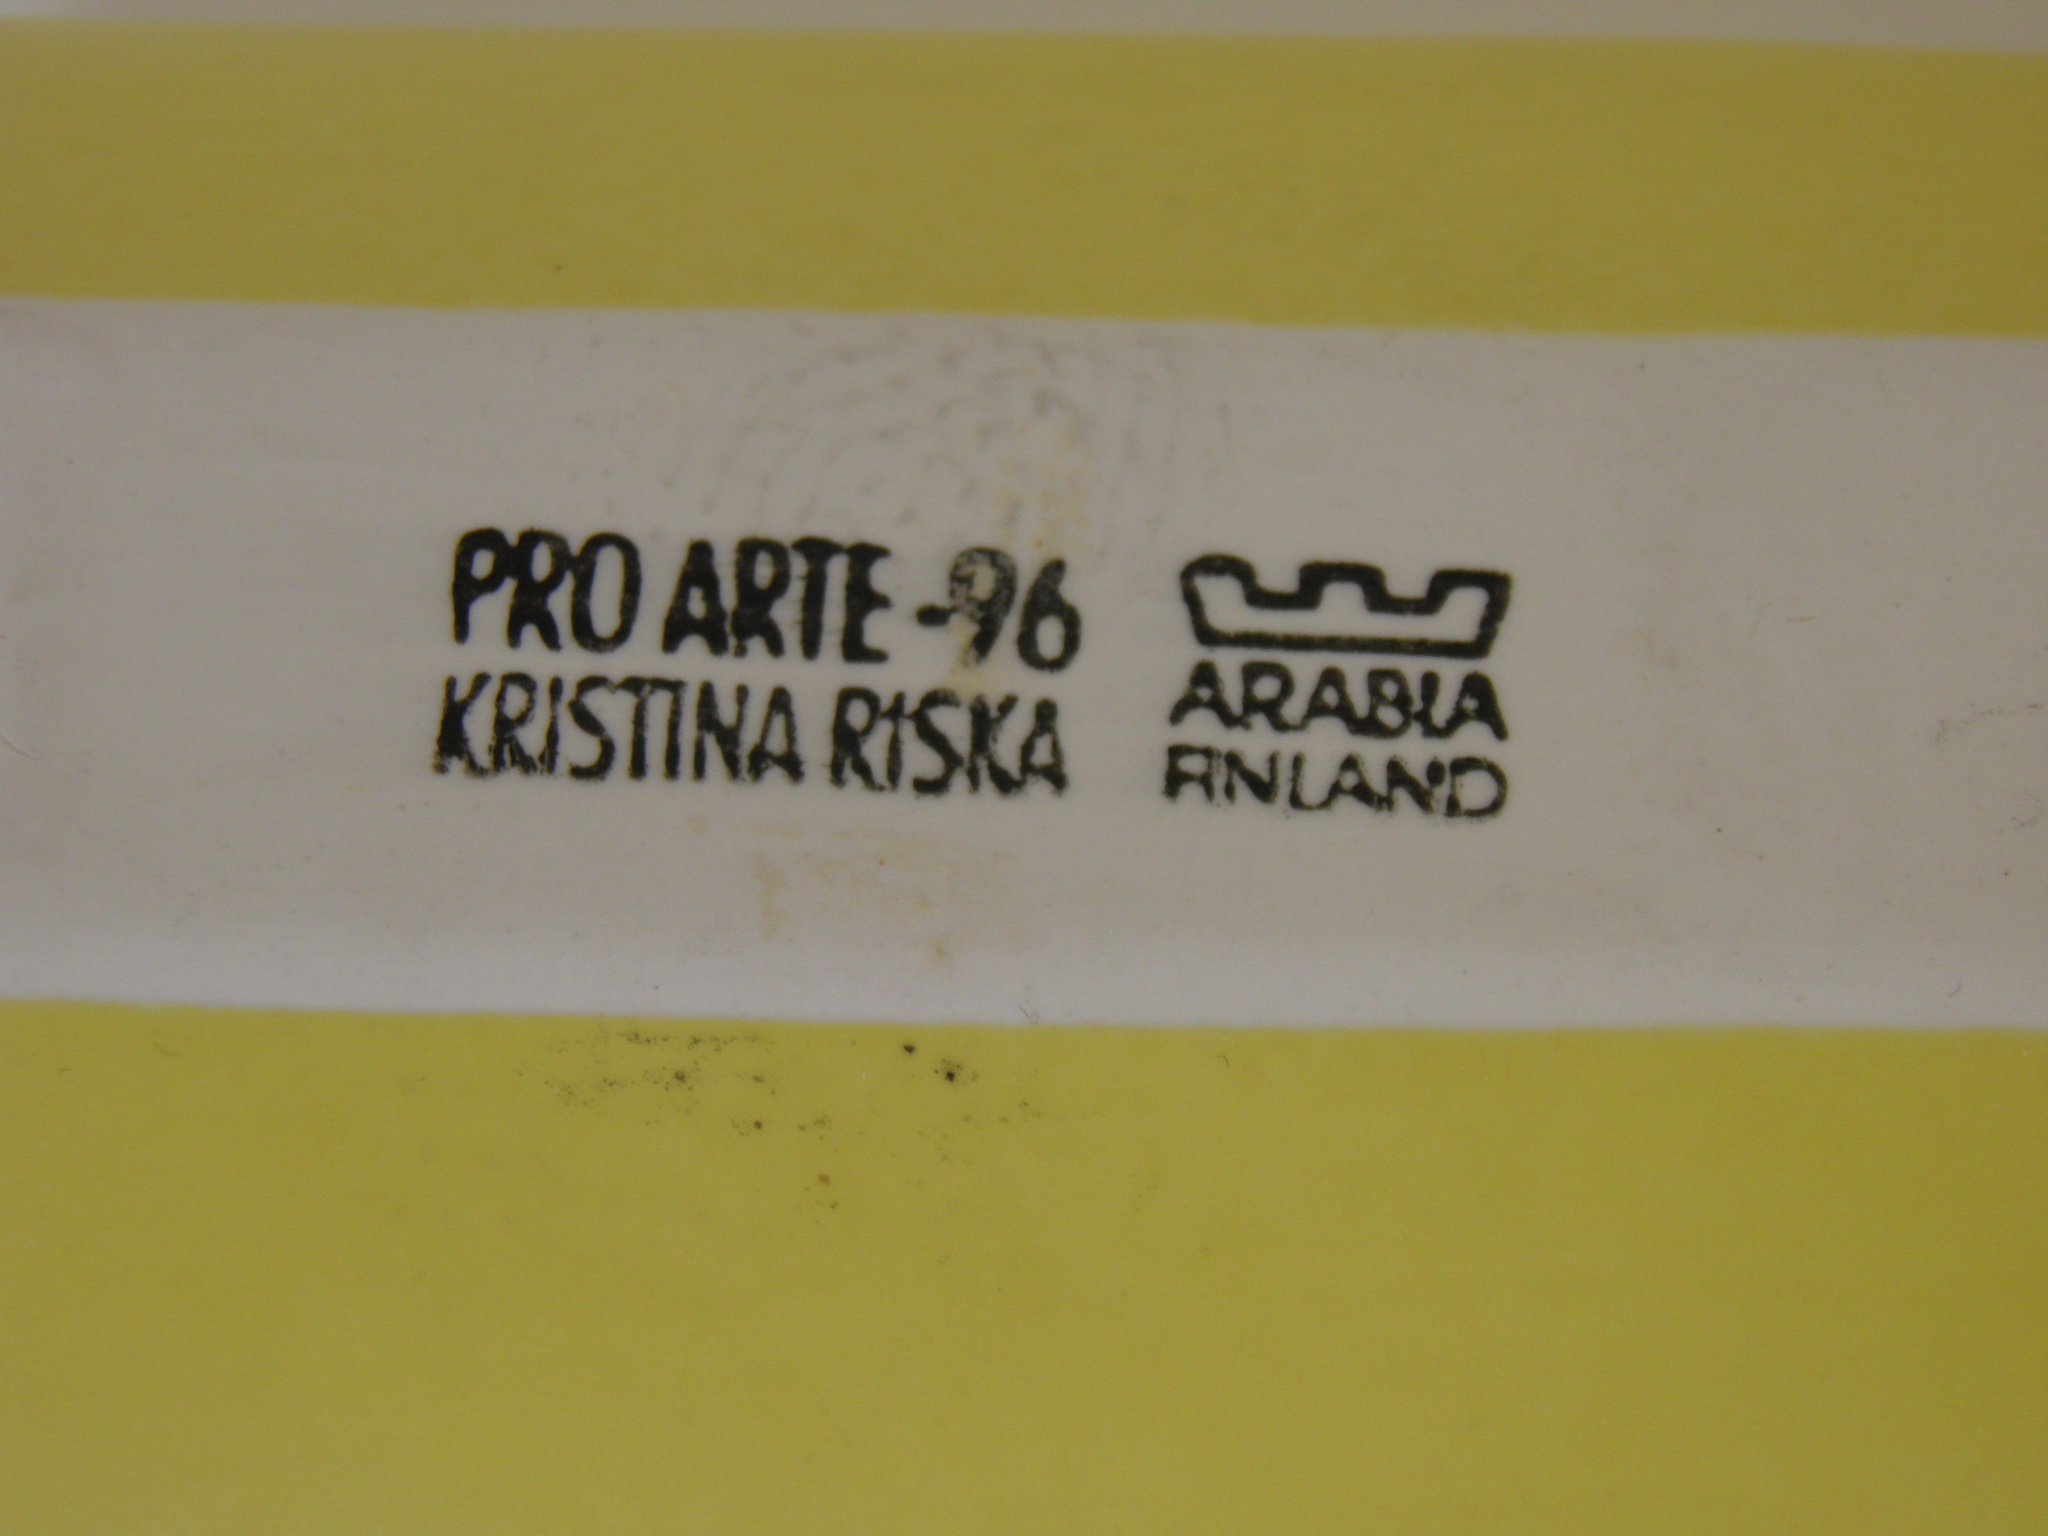 PRO ARTE -96
KRISTINA RISKA
ARABIA
FINLAND